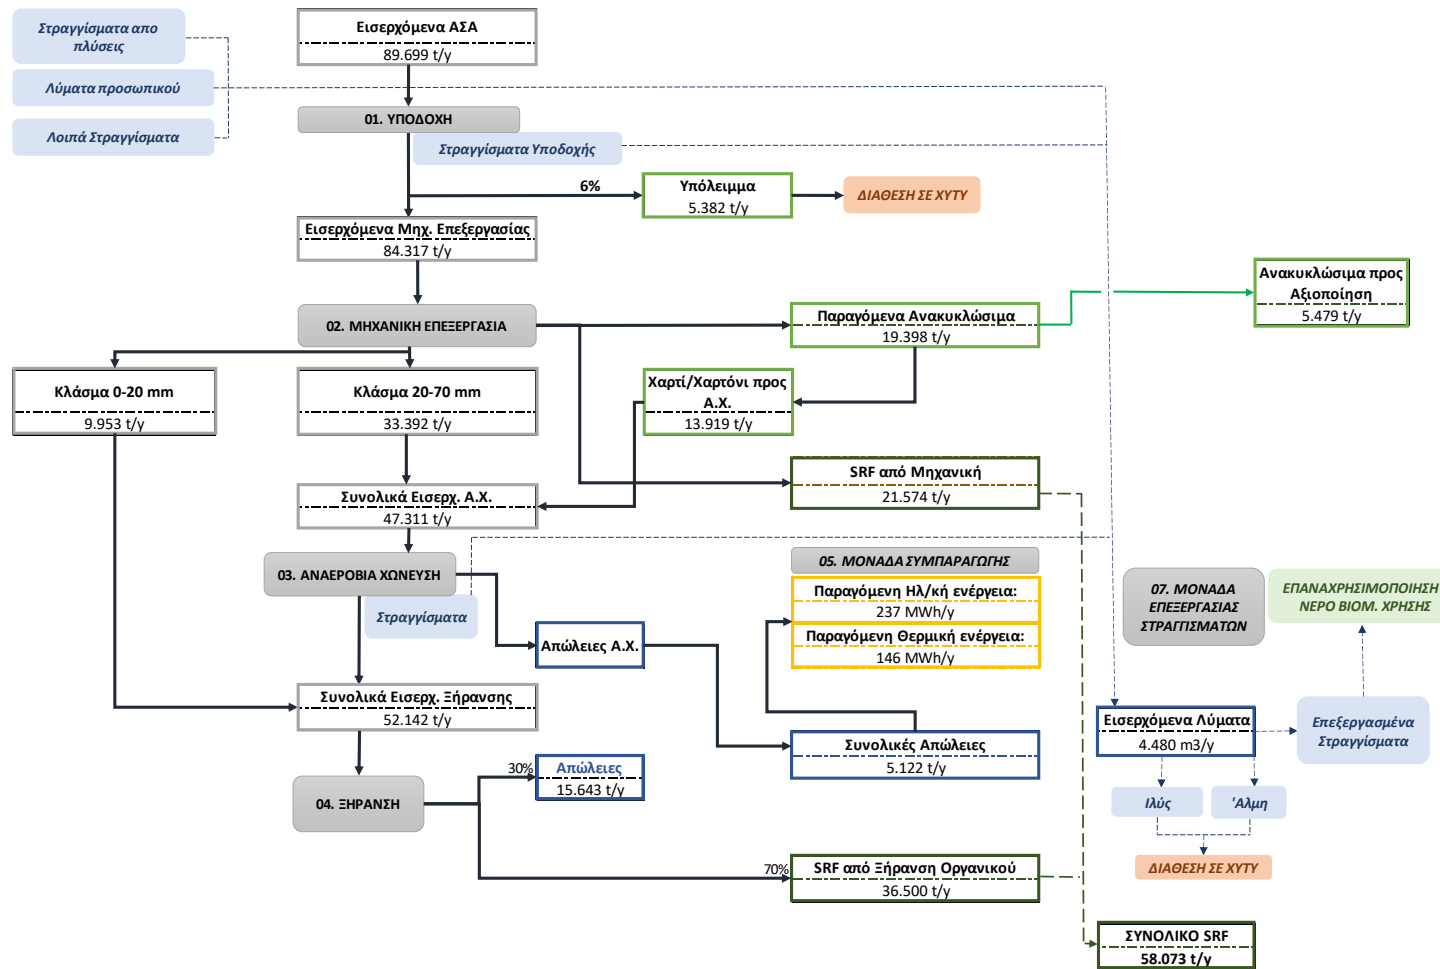 Στραγγίσματα απο
πλύσεις
Λύματα προσωπικού
Λοιπά Στραγγίσματα
Εισερχόμενα ΑΣΑ
89.699 t/y
01. ΥΠΟΔΟΧΗ
Στραγγίσματα Υποδοχής
6%
Υπόλειμμα
5.382 t/y
ΔΙΑΘΕΣΗ ΣΕ ΧΥΤΥ
Εισερχόμενα Μηχ. Επεξεργασίας
84.317 t/y
02. ΜΗΧΑΝΙΚΗ ΕΠΕΞΕΡΓΑΣΙΑ
Παραγόμενα Ανακυκλώσιμα
19.398 t/y
Ανακυκλώσιμα προς
Αξιοποίηση
5.479 t/y
Κλάσμα 0-20 mm
9.953 t/y
Κλάσμα 20-70 mm
33.392 t/y
Χαρτί/Χαρτόνι προς
Α.Χ.
13.919 t/y
SRF από Μηχανική
21.574 t/y
Συνολικά Εισερχ. Α.Χ.
47.311 t/y
03. ΑΝΑΕΡΟΒΙΑ ΧΩΝΕΥΣΗ
Στραγγίσματα
05. ΜΟΝΑΔΑ ΣΥΜΠΑΡΑΓΩΓΗΣ
Παραγόμενη Ηλ/κή ενέργεια:
237 MWh/y
Παραγόμενη Θερμική ενέργεια:
146 MWh/y
07. ΜΟΝΑΔΑ
ΕΠΕΞΕΡΓΑΣΙΑΣ
ΣΤΡΑΓΓΙΣΜΑΤΩΝ
ΕΠΑΝΑΧΡΗΣΙΜΟΠΟΙΗΣΗ
ΝΕΡΟ ΒΙΟΜ. ΧΡΗΣΗΣ
Απώλειες Α.Χ.
Συνολικά Εισερχ. Ξήρανσης
52.142 t/y
Συνολικές Απώλειες
5.122 t/y
Εισερχόμενα Λύματα
4.480 m3/y
Επεξεργασμένα
Στραγγίσματα
04. ΞΗΡΑΝΣΗ
30%
Απώλειες
15.643 t/y
Ιλύς
'Αλμη
ΔΙΑΘΕΣΗ ΣΕ ΧΥΤΥ
70%
SRF από Ξήρανση Οργανικού
36.500 t/y
ΣΥΝΟΛΙΚΟ SRF
58.073 t/y